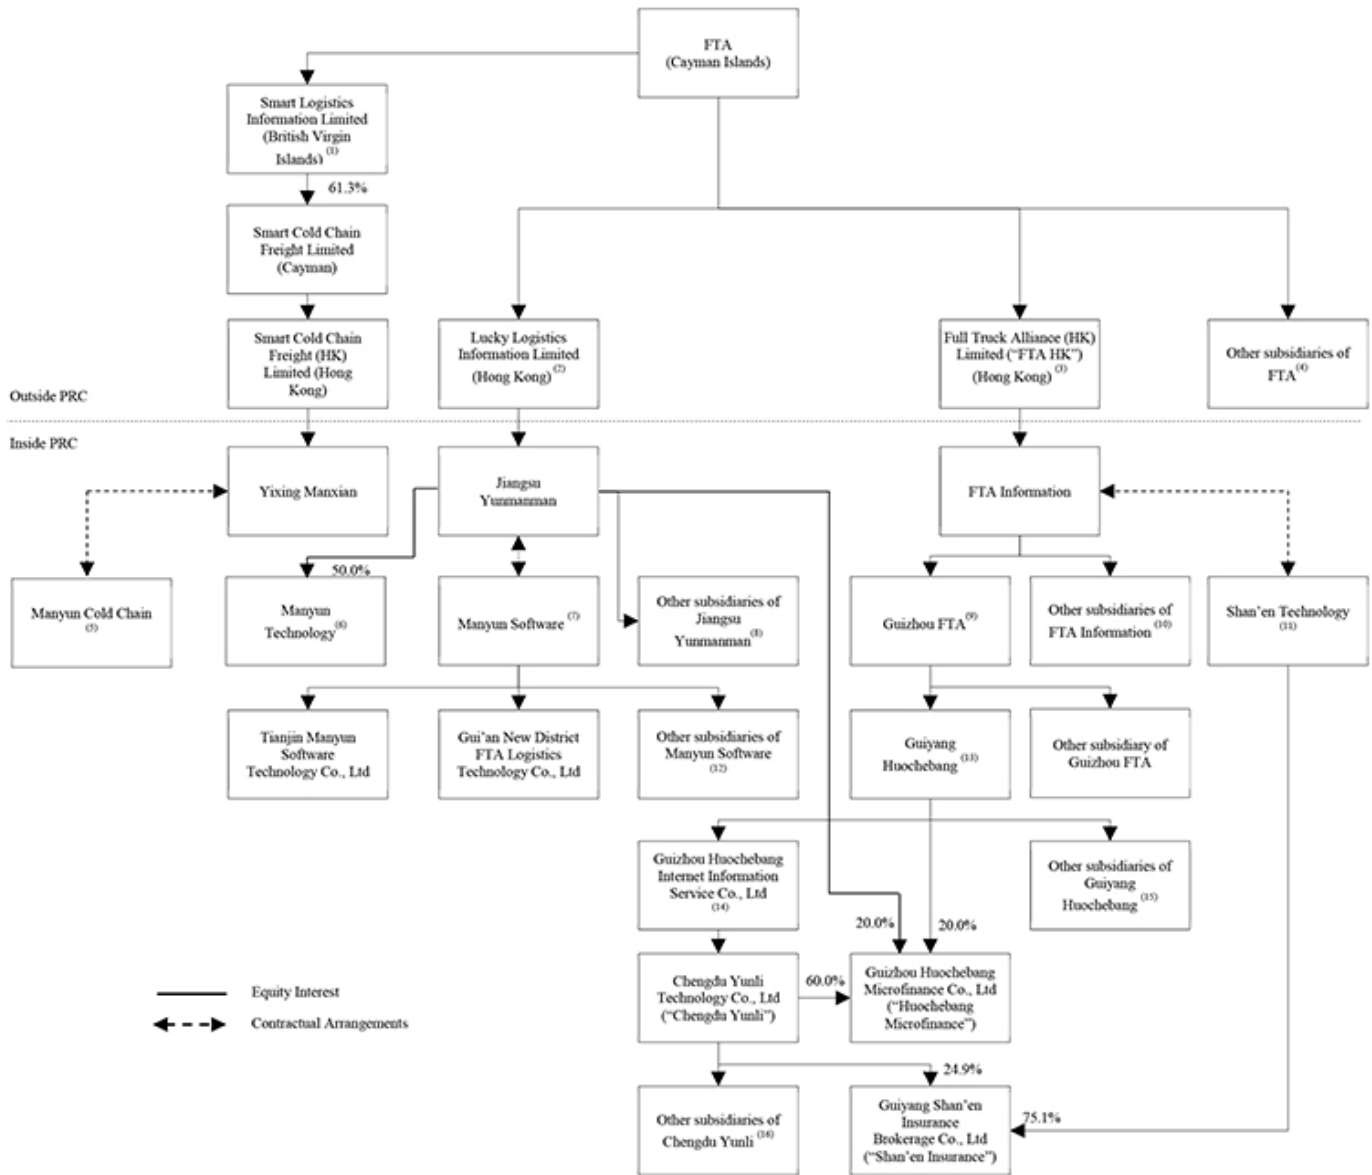 FTA
(Cayman Islands)
Smart Logistics
Information Limited
(British Virgin
Islands) (1)
61.3%
Smart Cold Chain
Freight Limited
(Cayman)
Smart Cold Chain
Freight (HK)
Limited (Hong
Kong)
Lucky Logistics
Information Limited
(Hong Kong) (2)
Full Truck Alliance (HK)
Limited (“FTA HK”)
(Hong Kong) (3)
Other subsidiaries of
FTA (4)
Outside PRC
Inside PRC
Yixing Manxian
Jiangsu
Yunmanman
FTA Information
50.0%
Manyun Cold Chain
(5)
Manyun
Technology (6)
Manyun Software (7)
Other subsidiaries of
Jiangsu
Yunmanman (8)
Guizhou FTA (9)
Other subsidiaries of
FTA Information (10)
Shan’en Technology
(11)
Tianjin Manyun
Software
Technology Co., Ltd
Gui’an New District
FTA Logistics
Technology Co., Ltd
Other subsidiaries of
Manyun Software
(12)
Guiyang
Huochebang (13)
Other subsidiary of
Guizhou FTA
Guizhou Huochebang
Internet Information
Service Co., Ltd
(14)
Other subsidiaries of
Guiyang
Huochebang (15)
20.0%
20.0%
Chengdu Yunli
Technology Co., Ltd
(“Chengdu Yunli”)
60.0%
Guizhou Huochebang
Microfinance Co., Ltd
(“Huochebang
Microfinance”)
Equity Interest
Contractual Arrangements
24.9%
Other subsidiaries of
Chengdu Yunli (16)
Guiyang Shan’en
Insurance
Brokerage Co., Ltd
(“Shan’en Insurance”)
75.1%